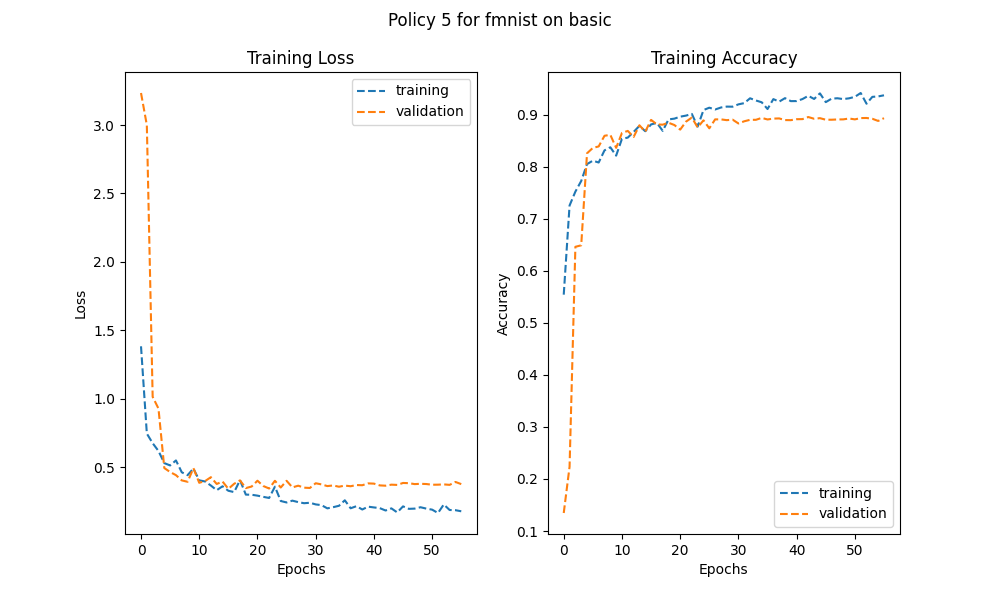 Policy 5 for fmnist on basic
Training Loss
training
validation
3.0
2.5
2.0
1.5
1.0
0.5
Loss
0 10 20 30 40 50
Epochs
Training Accuracy
0.9
0.8
0.7
0.6
0.5
0.4
0.3
0.2
0.1
Accuracy
training
validation
0 10 20 30 40 50
Epochs